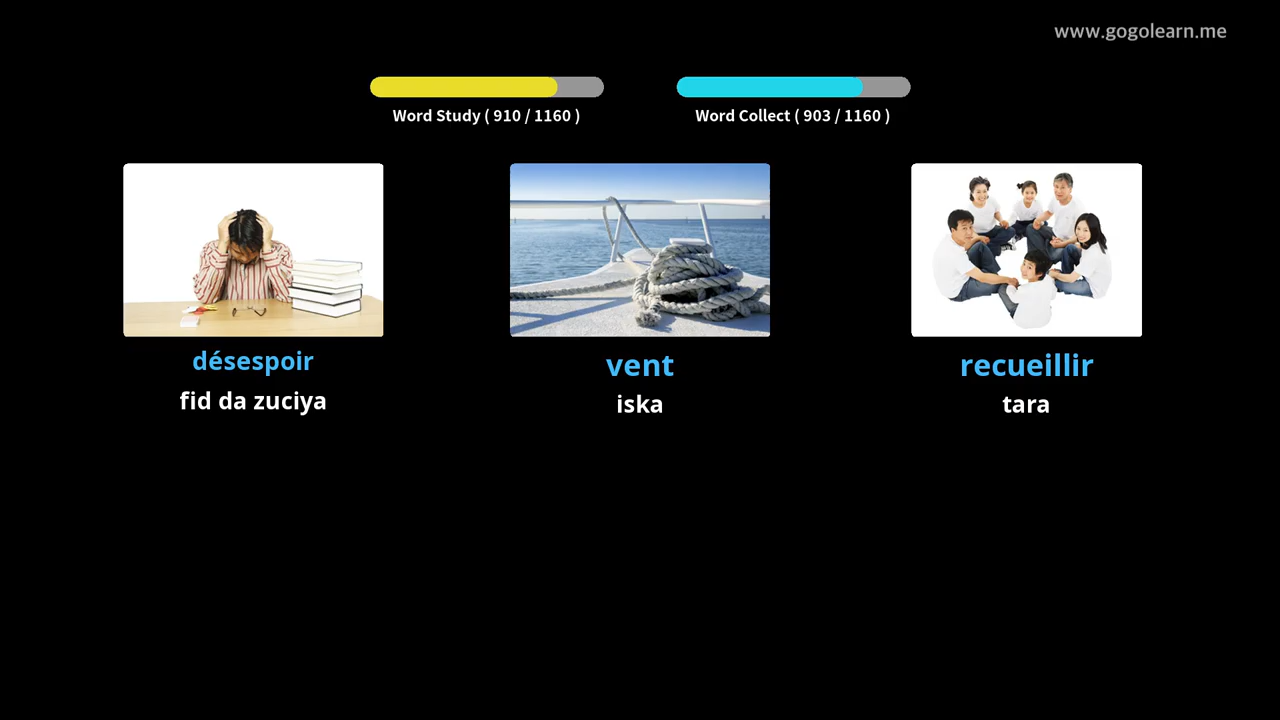 www.gogolearn.me
Word Study ( 910 / 1160 )
Word Collect ( 903 / 1160 )
désespoir
fid da zuciya
vent
iska
recueillir
tara